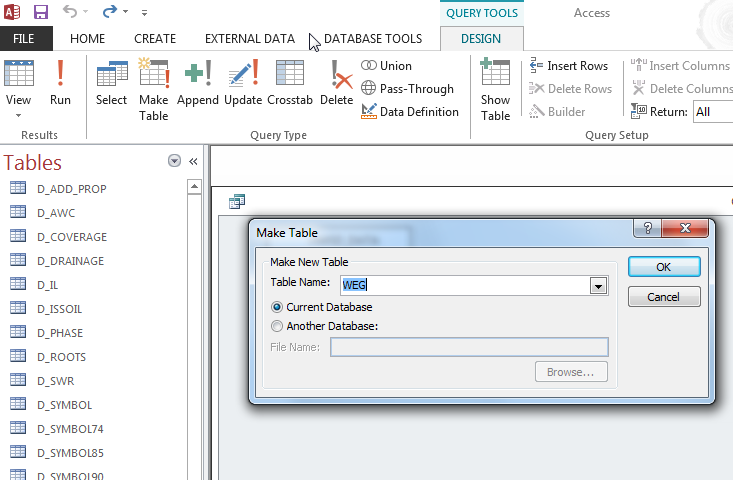 QUERY TOOLS
Access
FILE
HOME
CREATE
EXTERNAL DATA
DATABASE TOOLS
DESIGN
View
Run
Select
Make Table
Append
Update
Crosstab
Delete
Union
Pass-Through
Data Definition
Show Table
Insert Rows
Delete Rows
Builder
Insert Columns
Delete Columns
Return: All
Results
Query Type
Query Setup
Tables
D_ADD_PROP
D_AWC
D_COVERAGE
D_DRAINAGE
D_IL
D_ISSOIL
D_PHASE
D_ROOTS
D_SWR
D_SYMBOL
D_SYMBOL74
D_SYMBOL85
D_SYMBOL90
Make Table
Make New Table
Table Name: WEG
Current Database
Another Database:
File Name:
Browse...
OK
Cancel